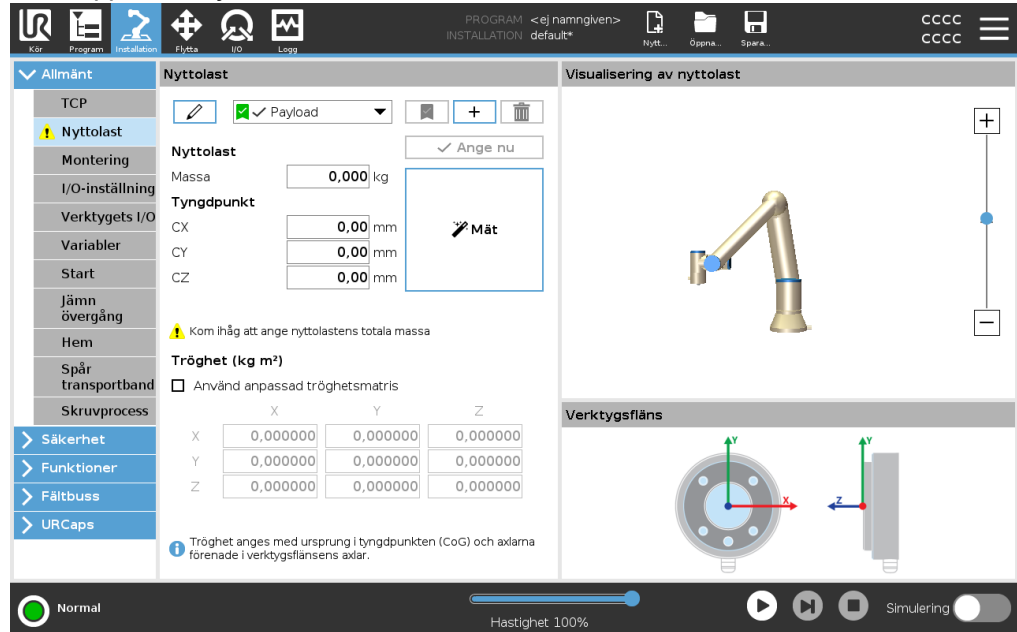 PROGRAM <ej namngiven>
INSTALLATION default*
Kör Program Installation Flytta I/O Logg Nytt... Öppna... Spara...
CCCC
CCCC
Allmänt
TCP
Nyttolast
Montering
I/O-inställning
Verktygets I/O
Variabler
Start
Jämn
övergång
Hem
Spår
transportband
Skruvprocess
Säkerhet
Funktioner
Fältbuss
URCaps
Nyttolast
Payload
Nyttolast
Ange nu
Massa 0,000 kg
Tyngdpunkt
CX 0,00 mm
CY 0,00 mm
CZ 0,00 mm
Mät
Kom ihåg att ange nyttolastens totala massa
Tröghet (kg m²)
Använd anpassad tröghetsmatris
X Y Z
X 0,000000 0,000000 0,000000
Y 0,000000 0,000000 0,000000
Z 0,000000 0,000000 0,000000
Tröghet anges med ursprung i tyngdpunkten (CoG) och axlarna
förenade i verktygsflänsens axlar.
Visualisering av nyttolast
Verktygsfläns
Y
X
Y
Z
Normal
Hastighet 100%
Simulering